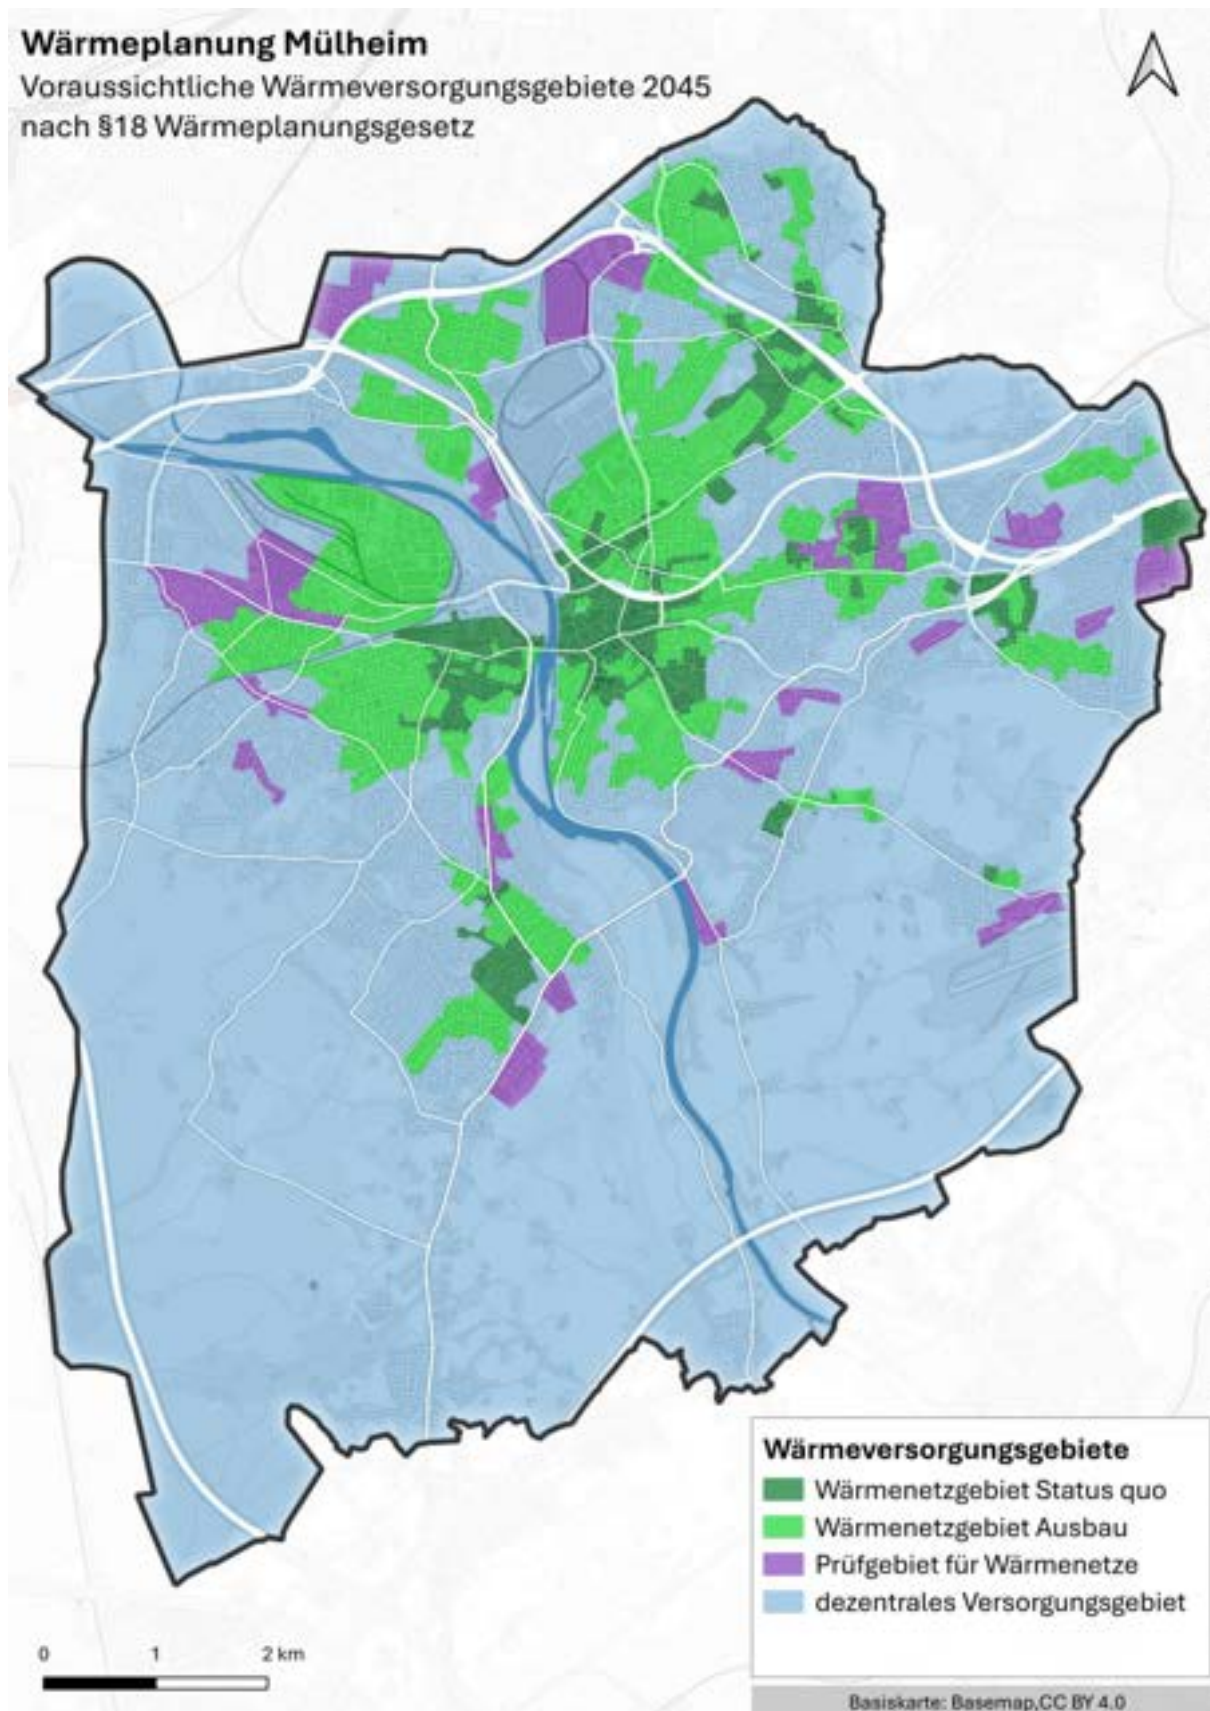 Wärmeplanung Mülheim
Voraussichtliche Wärmeversorgungsgebiete 2045
nach §18 Wärmeplanungsgesetz
Wärmeversorgungsgebiete
Wärmenetzgebiet Status quo
Wärmenetzgebiet Ausbau
Prüfgebiet für Wärmenetze
dezentrales Versorgungsgebiet
0 1 2 km
Basiskarte: Basemap,CC BY 4.0